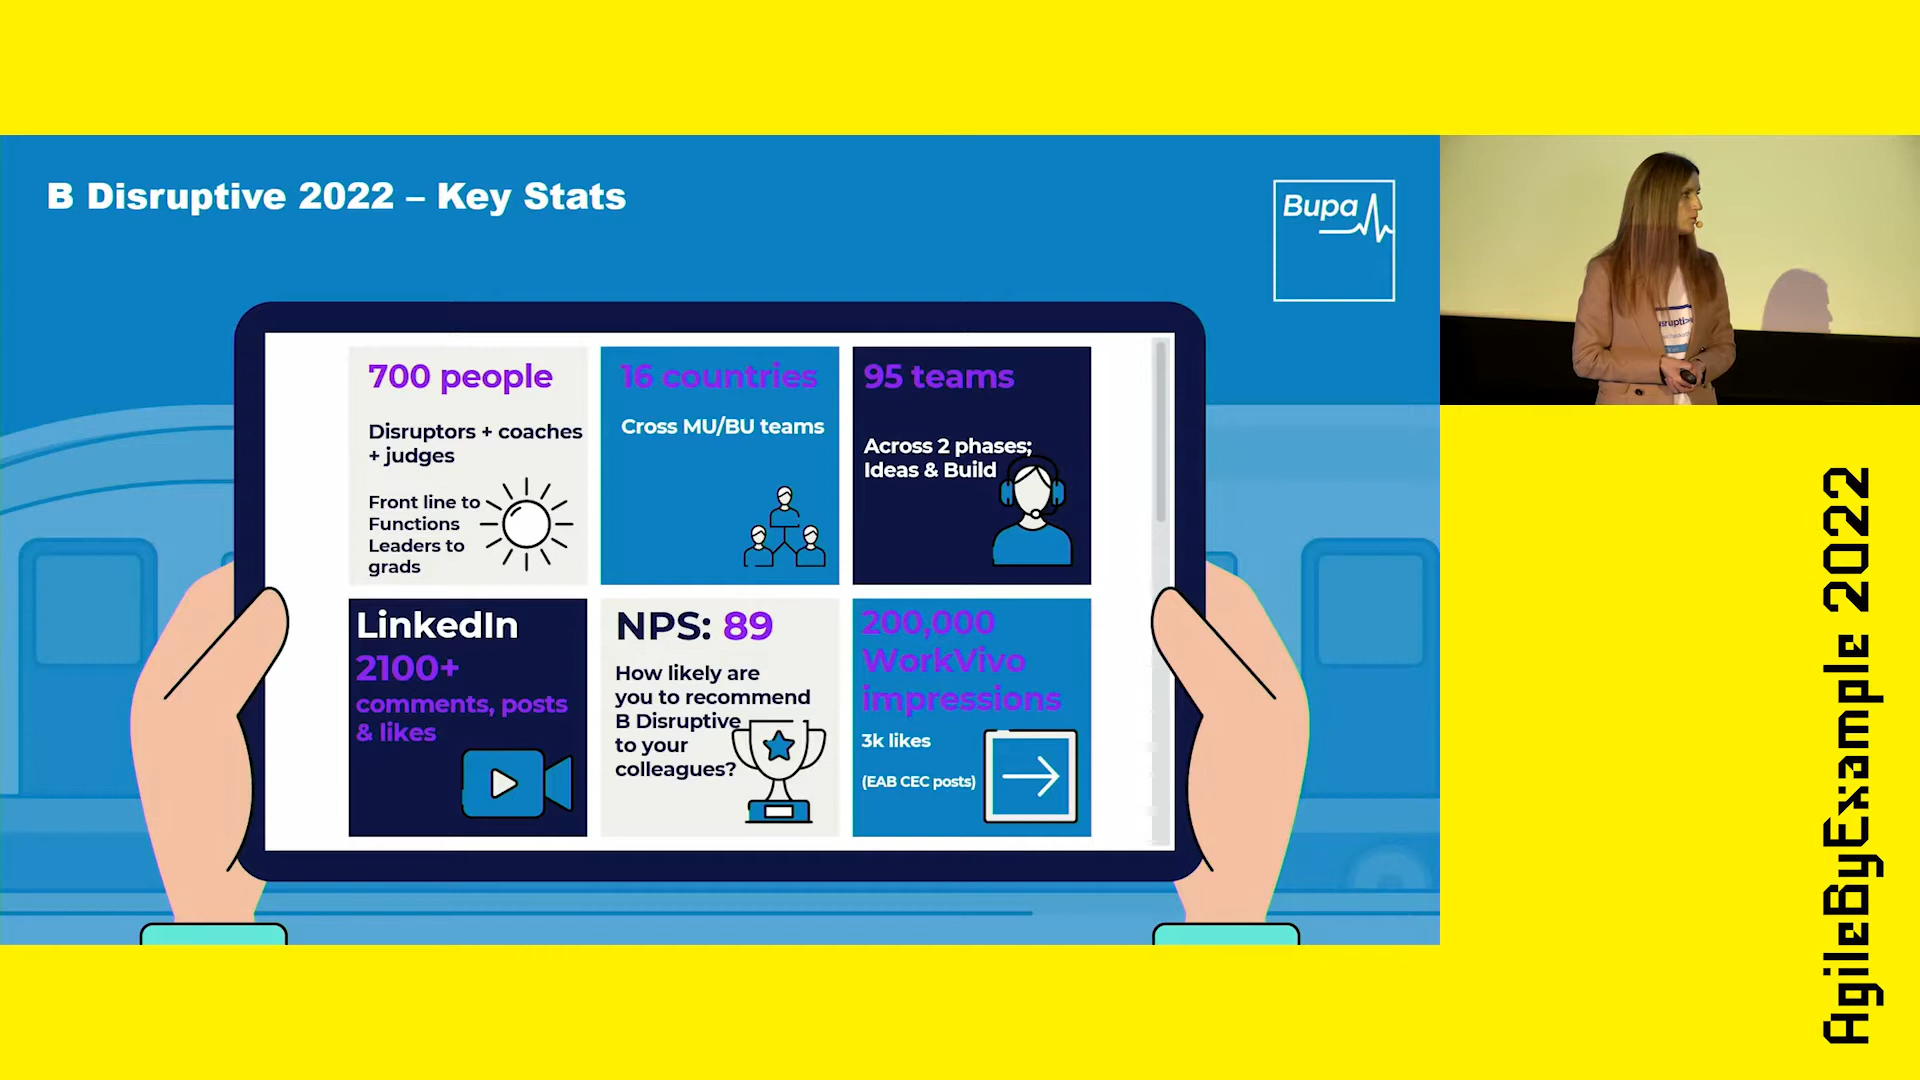 B Disruptive 2022 – Key Stats
Bupa
700 people
Disruptors + coaches
+ judges
Front line to
Functions
Leaders to
grads
16 countries
Cross MU/BU teams
95 teams
Across 2 phases;
Ideas & Build
LinkedIn
2100+
comments, posts
& likes
NPS: 89
How likely are
you to recommend
B Disruptive
to your
colleagues?
200,000
WorkVivo
impressions
3k likes
(EAB CEC posts)
AgileByExample 2022